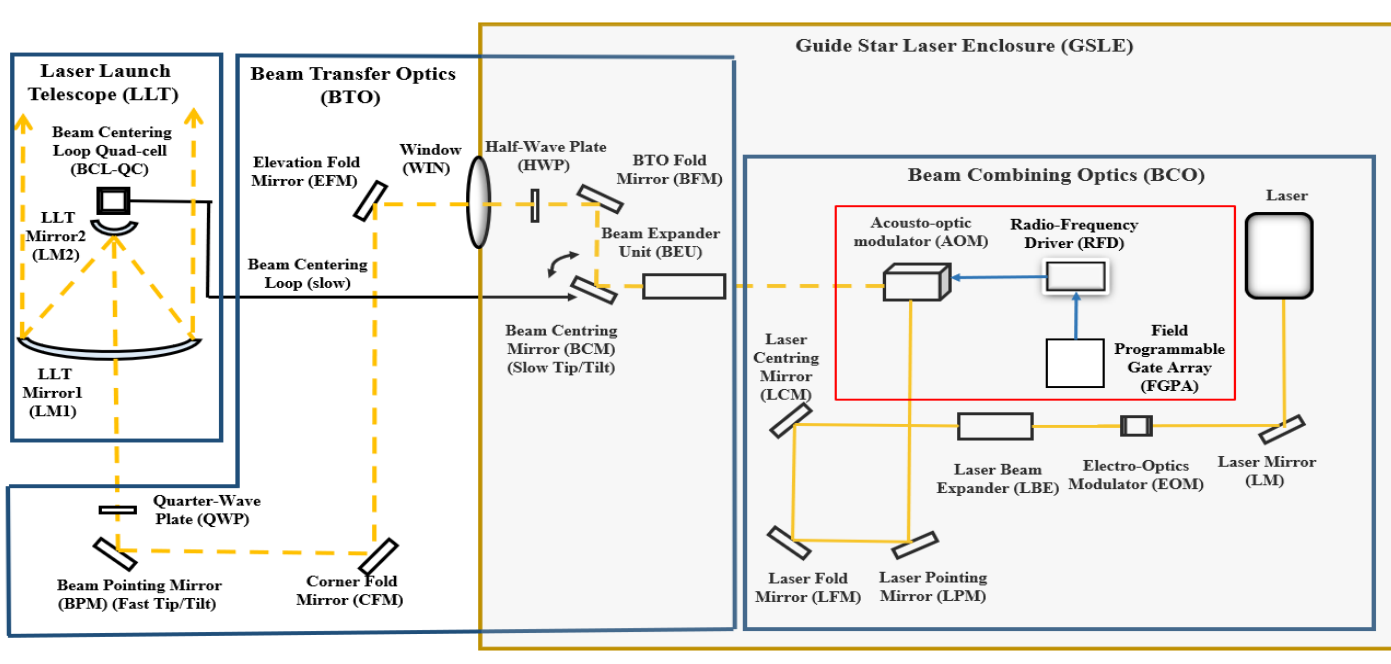 Guide Star Laser Enclosure (GSLE)
Laser Launch
Telescope (LLT)
Beam Centering
Loop Quad-cell
(BCL-QC)
LLT
Mirror2
(LM2)
LLT
Mirror1
(LM1)
Beam Transfer Optics
(BTO)
Elevation Fold
Mirror (EFM)
Window
(WIN)
Half-Wave Plate
(HWP)
BTO Fold
Mirror (BFM)
Beam Expander
Unit (BEU)
Beam Centering
Loop (slow)
Beam Centring
Mirror (BCM)
(Slow Tip/Tilt)
Quarter-Wave
Plate (QWP)
Beam Pointing Mirror
(BPM) (Fast Tip/Tilt)
Corner Fold
Mirror (CFM)
Beam Combining Optics (BCO)
Laser
Acousto-optic
modulator (AOM)
Radio-Frequency
Driver (RFD)
Field
Programmable
Gate Array
(FGPA)
Laser
Centring
Mirror
(LCM)
Laser Beam
Expander (LBE)
Electro-Optics
Modulator (EOM)
Laser Mirror
(LM)
Laser Fold
Mirror (LFM)
Laser Pointing
Mirror (LPM)